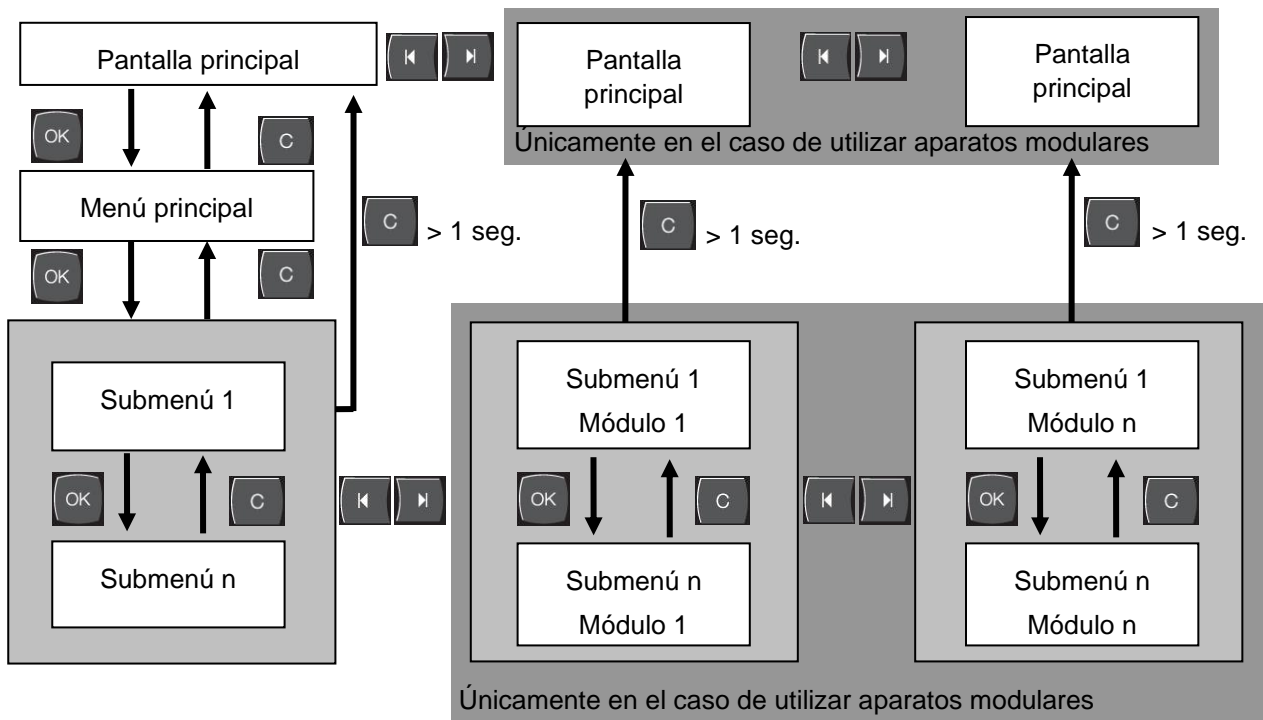 Pantalla principal
Pantalla
principal
Pantalla
principal
Únicamente en el caso de utilizar aparatos modulares
OK
C
Menú principal
C
> 1 seg.
C
> 1 seg.
C
> 1 seg.
OK
C
Submenú 1
Submenú 1
Módulo 1
Submenú 1
Módulo n
OK
C
OK
C
OK
C
Submenú n
Submenú n
Módulo 1
Submenú n
Módulo n
Únicamente en el caso de utilizar aparatos modulares